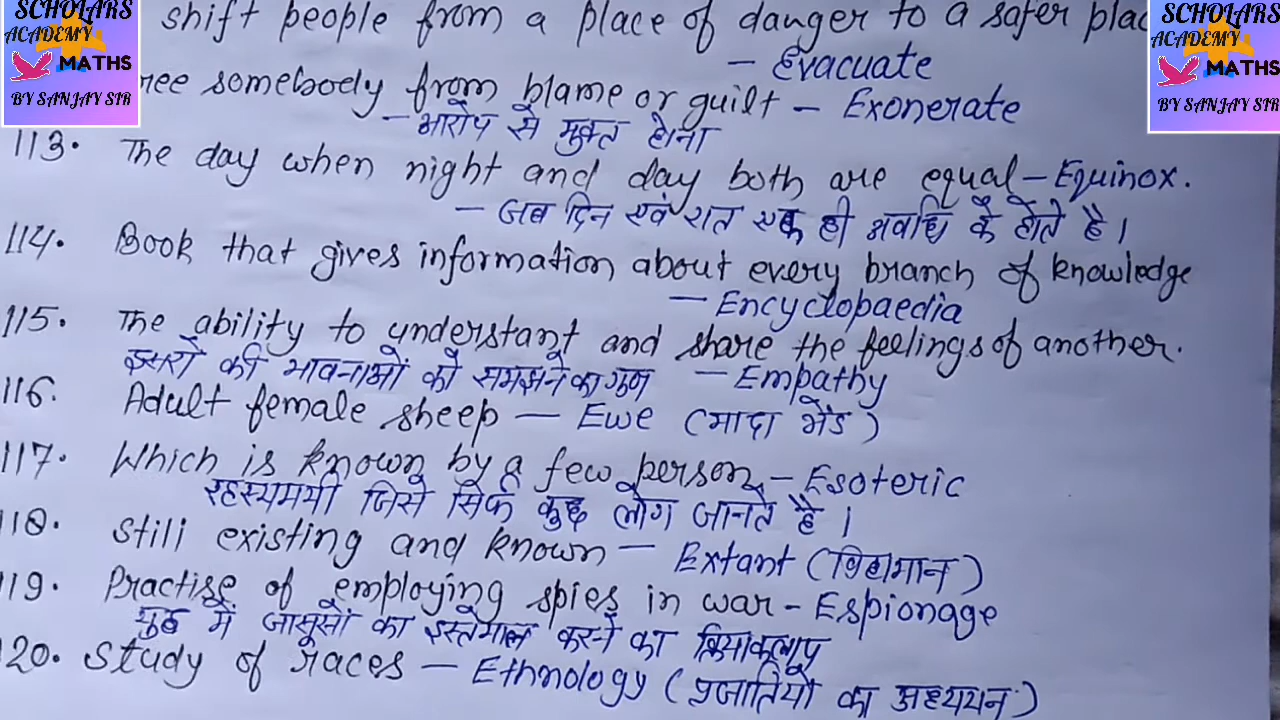 SCHOLARS
ACADEMY
MATHS
BY SANJAY SIR
SCHOLARS
ACADEMY
MATHS
BY SANJAY SIR
shift people from a place of danger to a safer plac
- Evacuate
ree somebody from blame or guilt - Exonerate
- आरोप से मुक्त होना
113. The day when night and day both are equal - Equinox.
- जब दिन एवं रात एक ही अवधि के होते है।
114. Book that gives information about every branch of knowledge
- Encyclopaedia
115. The ability to understant and share the feelings of another.
दूसरों की भावनाओं को समझने का गुण - Empathy
116. Adult female sheep - Ewe (मादा भेंड)
117. Which is known by a few person - Esoteric
रहस्यमयी जिसे सिर्फ कुछ लोग जानते है।
118. Still existing and known - Extant (विद्यमान)
119. Practise of employing spies in war - Espionage
युद्ध में जासूसों का इस्तेमाल करने का क्रियाकलाप
20. Study of races - Ethnology (प्रजातियों का अध्ययन)